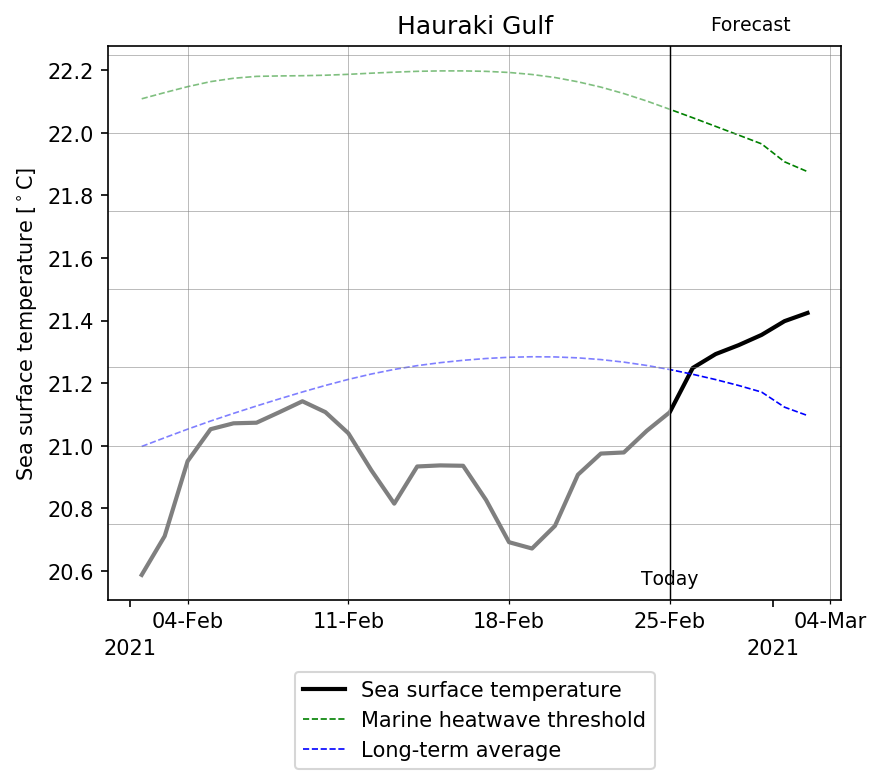 Hauraki Gulf
Forecast
Sea surface temperature [°C]
22.2
22.0
21.8
21.6
21.4
21.2
21.0
20.8
20.6
Today
04-Feb 11-Feb 18-Feb 25-Feb 04-Mar
2021 2021
Sea surface temperature
Marine heatwave threshold
Long-term average